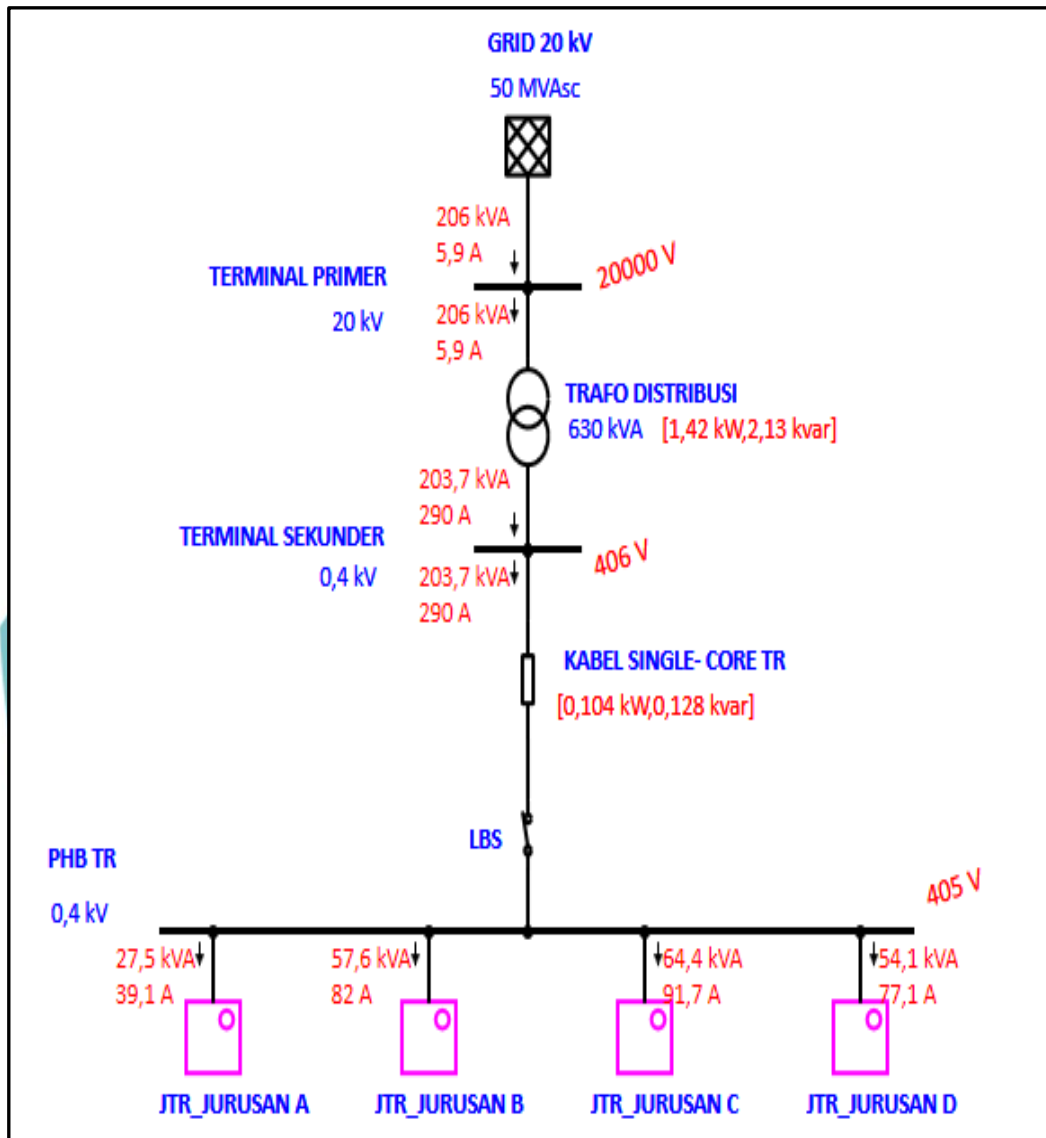 GRID 20 kV
50 MVAsc
206 kVA
5,9 A
20000 V
TERMINAL PRIMER
20 kV
206 kVA
5,9 A
TRAFO DISTRIBUSI
630 kVA [1,42 kW,2,13 kvar]
203,7 kVA
290 A
TERMINAL SEKUNDER
0,4 kV
406 V
203,7 kVA
290 A
KABEL SINGLE- CORE TR
[0,104 kW,0,128 kvar]
LBS
PHB TR
0,4 kV
405 V
27,5 kVA
39,1 A
57,6 kVA
82 A
64,4 kVA
91,7 A
54,1 kVA
77,1 A
JTR_JURUSAN A
JTR_JURUSAN B
JTR_JURUSAN C
JTR_JURUSAN D